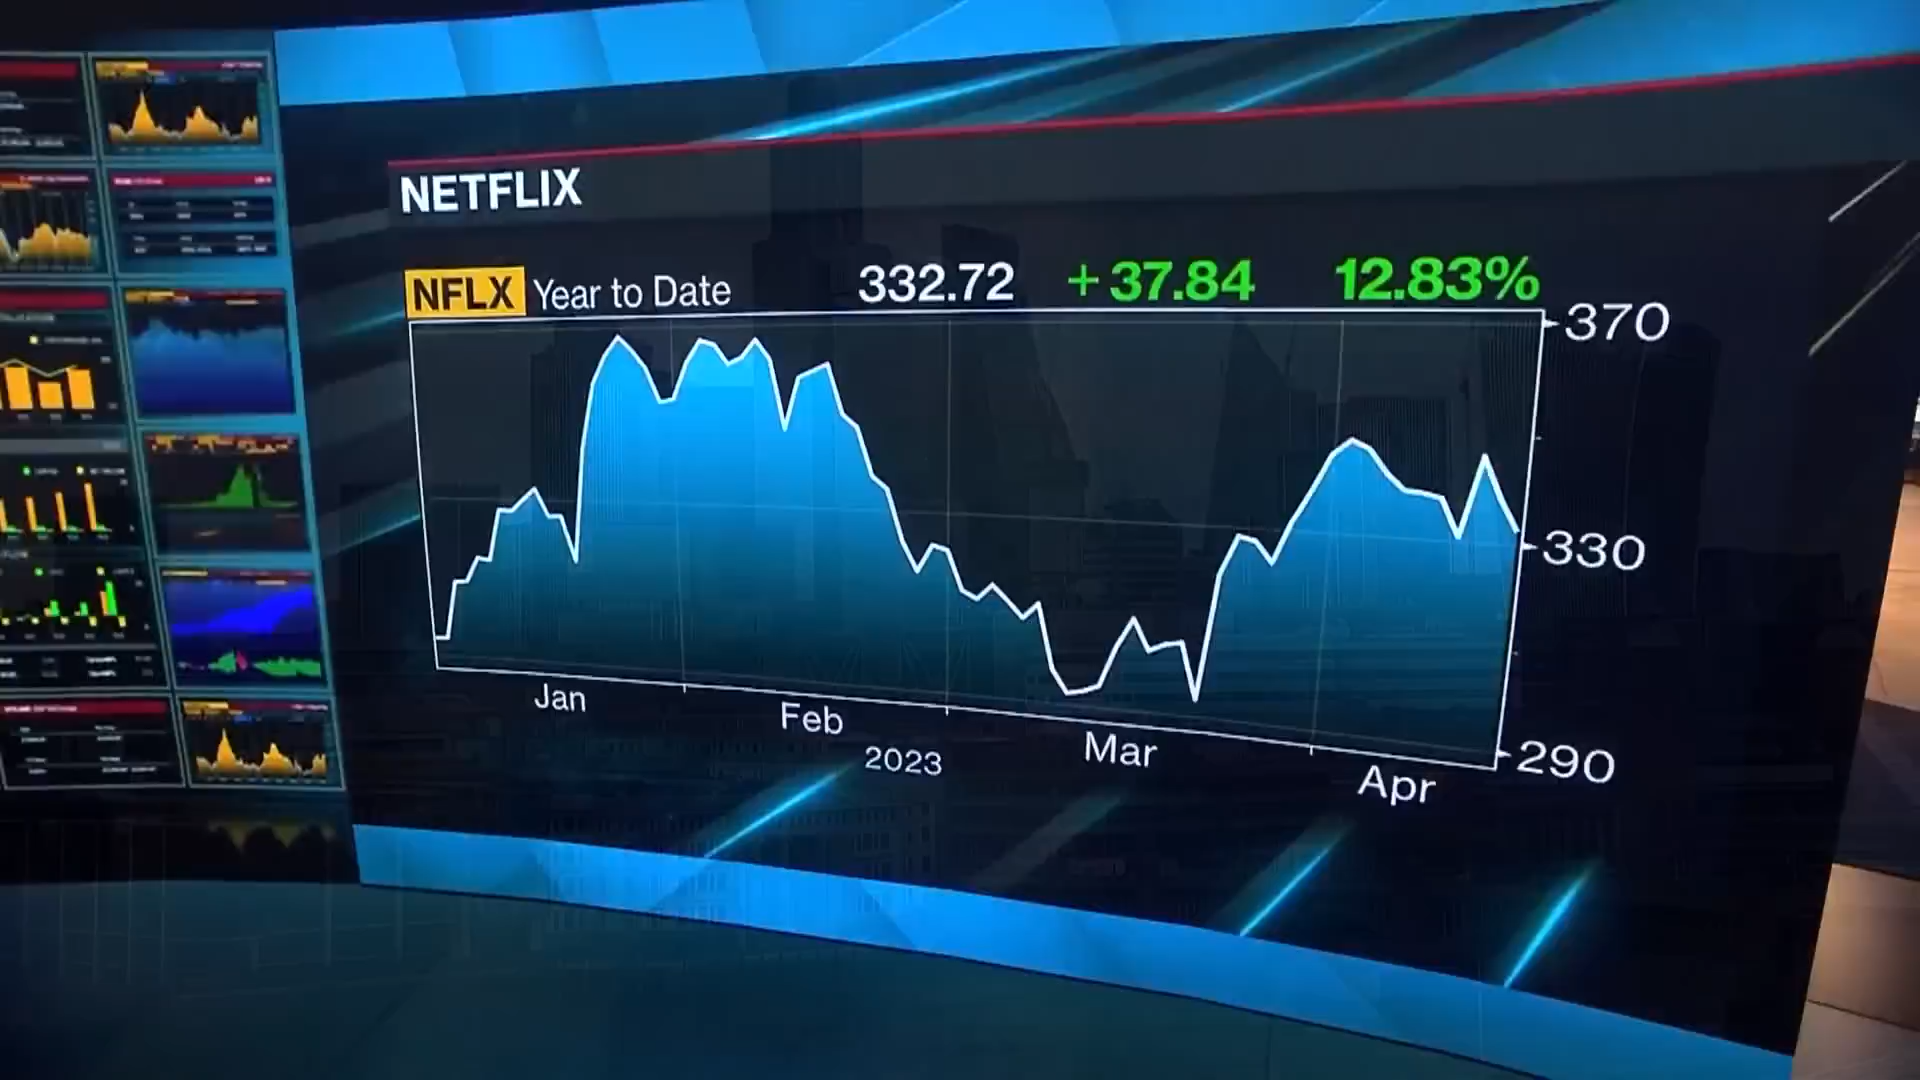 NETFLIX
NFLX Year to Date 332.72 +37.84 12.83%
370
330
290
Jan Feb Mar Apr
2023